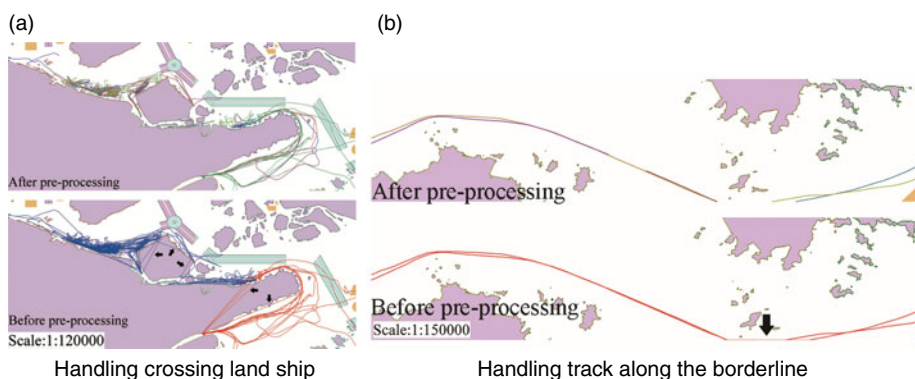 (a)
After pre-processing
Before pre-processing
Scale:1:120000
Handling crossing land ship
(b)
After pre-processing
Before pre-processing
Scale:1:150000
Handling track along the borderline